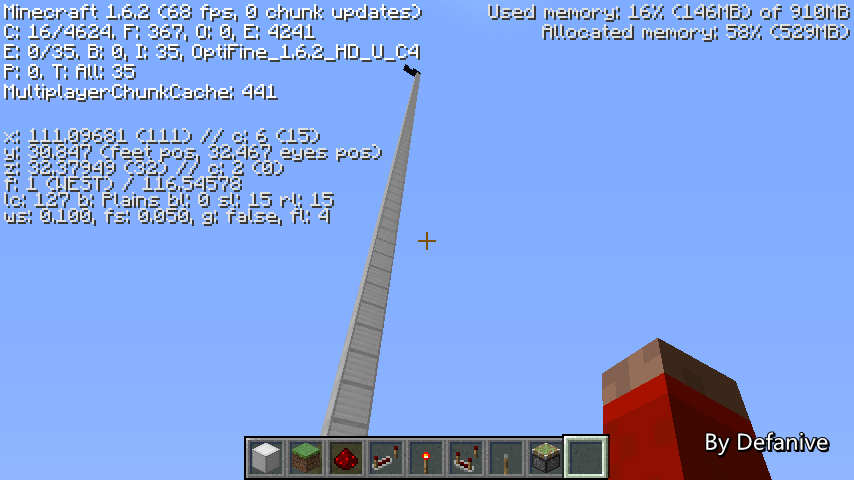 Minecraft 1.6.2 (68 fps, 0 chunk updates)
C: 16/4624. F: 367, O: 0, E: 4241
E: 0/35. B: 0, I: 35, OptiFine_1.6.2_HD_U_C4
P: 0. T: All: 35
MultiplayerChunkCache: 441
Used memory: 16% (146MB) of 910MB
Allocated memory: 58% (529MB)
x: 111.09681 (111) // c: 6 (15)
y: 30.847 (feet pos, 32.467 eyes pos)
z: 32.37949 (32) // c: 2 (0)
f: 1 (WEST) / 116.54578
lc: 127 b: Plains bl: 0 sl: 15 rl: 15
ws: 0.100, fs: 0.050, g: false, fl: 4
By Defanive